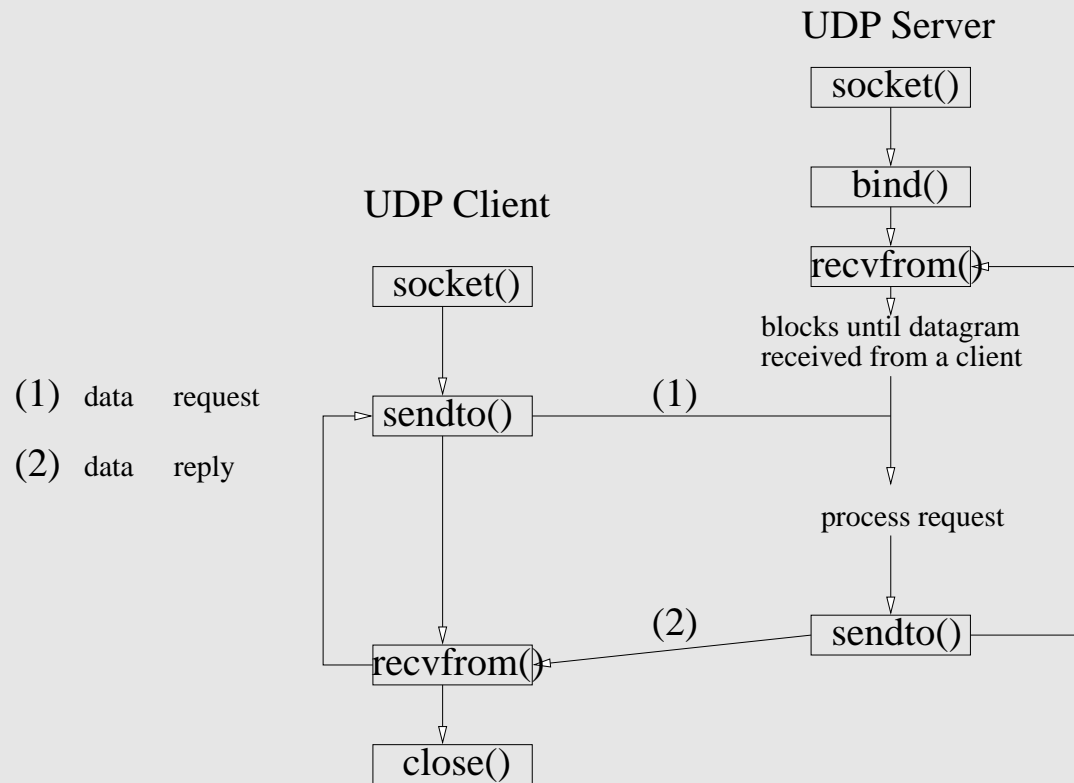 UDP Server
socket()
bind()
UDP Client
recvfrom()
socket()
blocks until datagram
received from a client
(1) data request
sendto()
(1)
(2) data reply
process request
(2)
sendto()
recvfrom()
close()